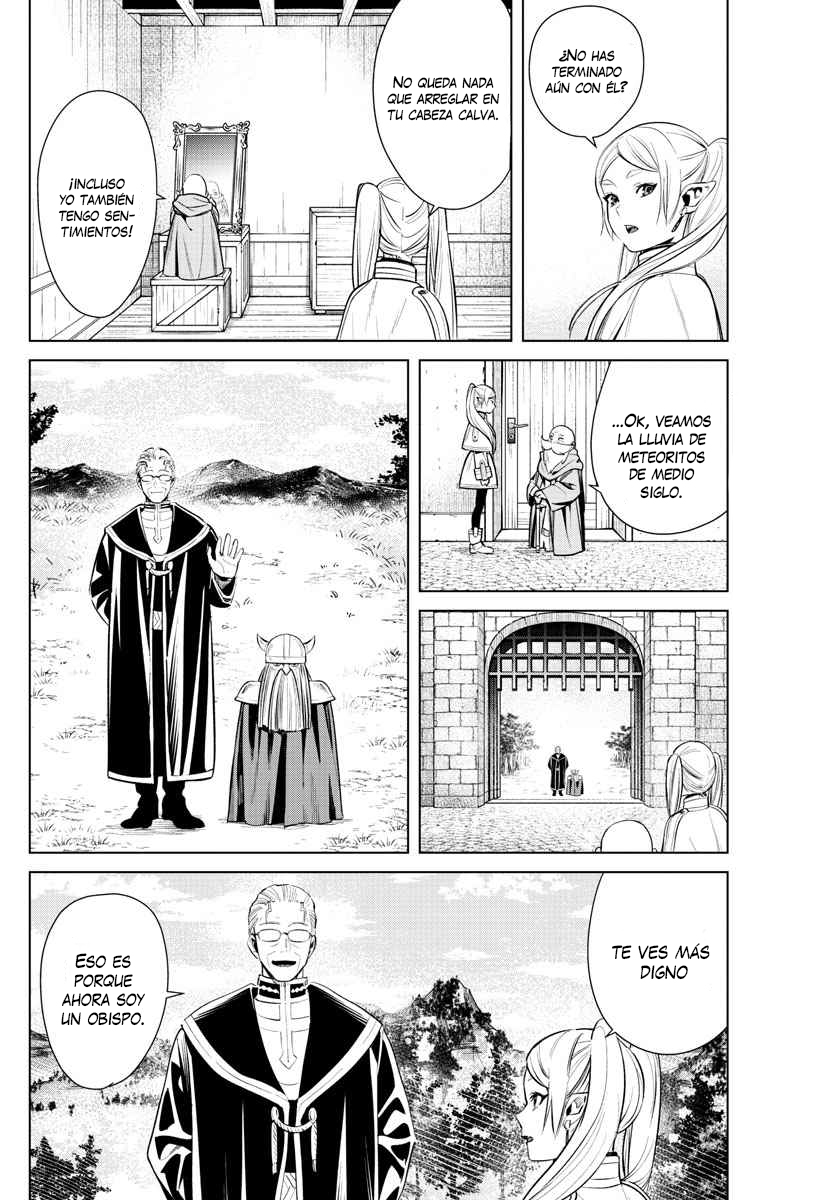 ¿No has
terminado
aún con él?
No queda nada
que arreglar en
tu cabeza calva.
¡Incluso
yo también
tengo sen-
timientos!
...Ok, veamos
la lluvia de
meteoritos
de medio
siglo.
Te ves más
digno
Eso es
porque
ahora soy
un obispo.